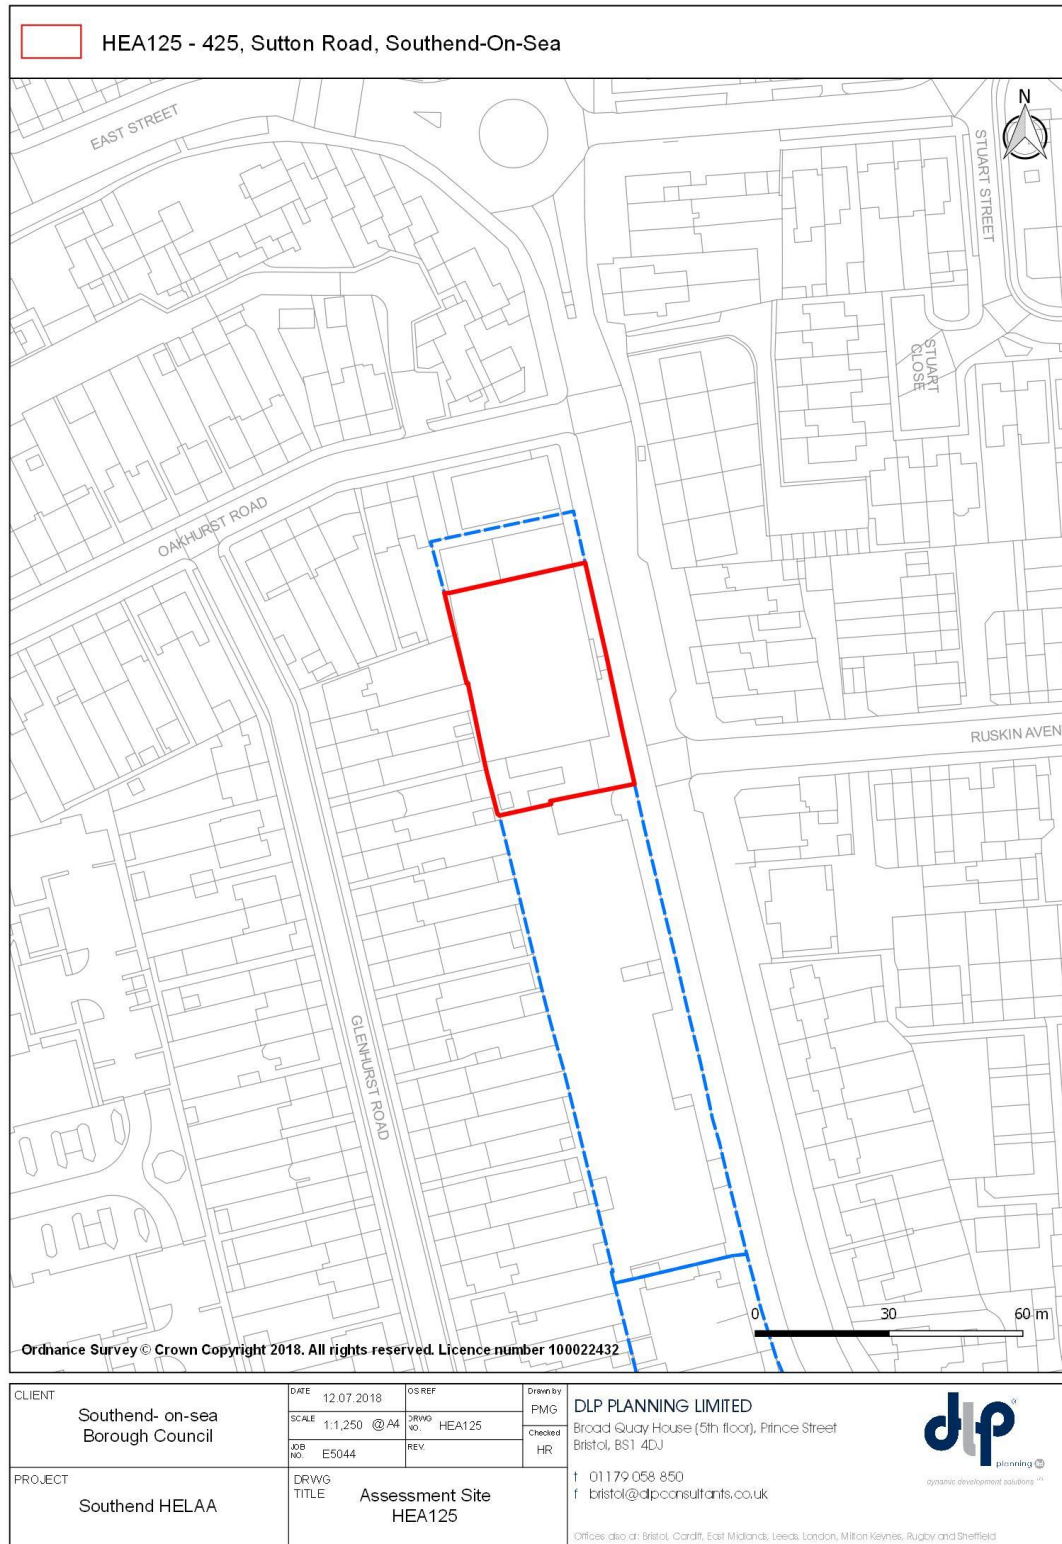 HEA125 - 425, Sutton Road, Southend-On-Sea
N
EAST STREET
STUART STREET
STUART
CLOSE
OAKHURST ROAD
RUSKIN AVEN
GLENHURST ROAD
0 30 60 m
Ordnance Survey © Crown Copyright 2018. All rights reserved. Licence number 100022432
CLIENT
Southend- on-sea
Borough Council
DATE 12.07.2018
OS REF
SCALE 1:1,250 @ A4
DRWG NO. HEA125
JOB NO. E5044
REV.
Drawn by
PMG
Checked
HR
PROJECT
Southend HELAA
DRWG
TITLE
Assessment Site
HEA125
DLP PLANNING LIMITED
Broad Quay House (5th floor), Prince Street
Bristol, BS1 4DJ
t 01179 058 850
f bristol@dlpconsultants.co.uk
Offices also at: Bristol, Cardiff, East Midlands, Leeds, London, Milton Keynes, Rugby and Sheffield
dlp
planning ltd
dynamic development solutions ™